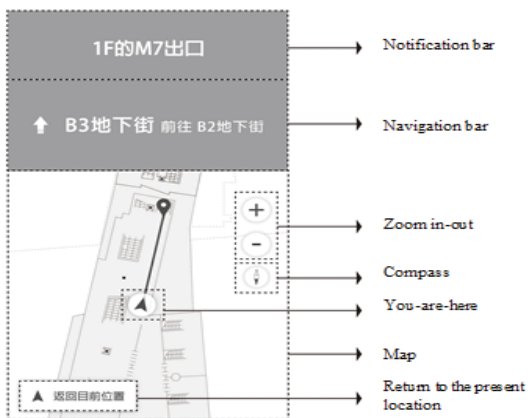 1F的M7出口
Notification bar
B3地下街 前往 B2地下街
Navigation bar
Zoom in-out
Compass
You-are-here
Map
返回目前位置
Return to the present
location